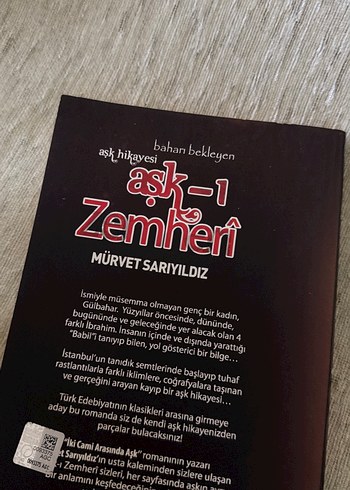 baharı bekleyen
aşk hikayesi
aşk-ı
Zemherî
MÜRVET SARIYILDIZ
İsmiyle müsemma olmayan genç bir kadın,
Gülbahar. Yüzyıllar öncesinde, dününde,
bugününde ve geleceğinde yer alacak olan 4
farklı İbrahim. İnsanın içinde ve dışında yarattığı
"Babil"i tanıyıp bilen, yol gösterici bir bilge...
İstanbul'un tanıdık semtlerinde başlayıp tuhaf
rastlantılarla farklı iklimlere, coğrafyalara taşınan
ve gerçeğini arayan kayıp bir aşk hikayesi...
Türk Edebiyatının klasikleri arasına girmeye
aday bu romanda siz de kendi aşk hikayenizden
parçalar bulacaksınız!
"İki Cami Arasında Aşk" romanının yazarı
et Sarıyıldız'ın usta kaleminden sizlere ulaşan
-ı Zemherî sizleri, her sayfasında aşkın
bir anlamını keşfedeceğiniz